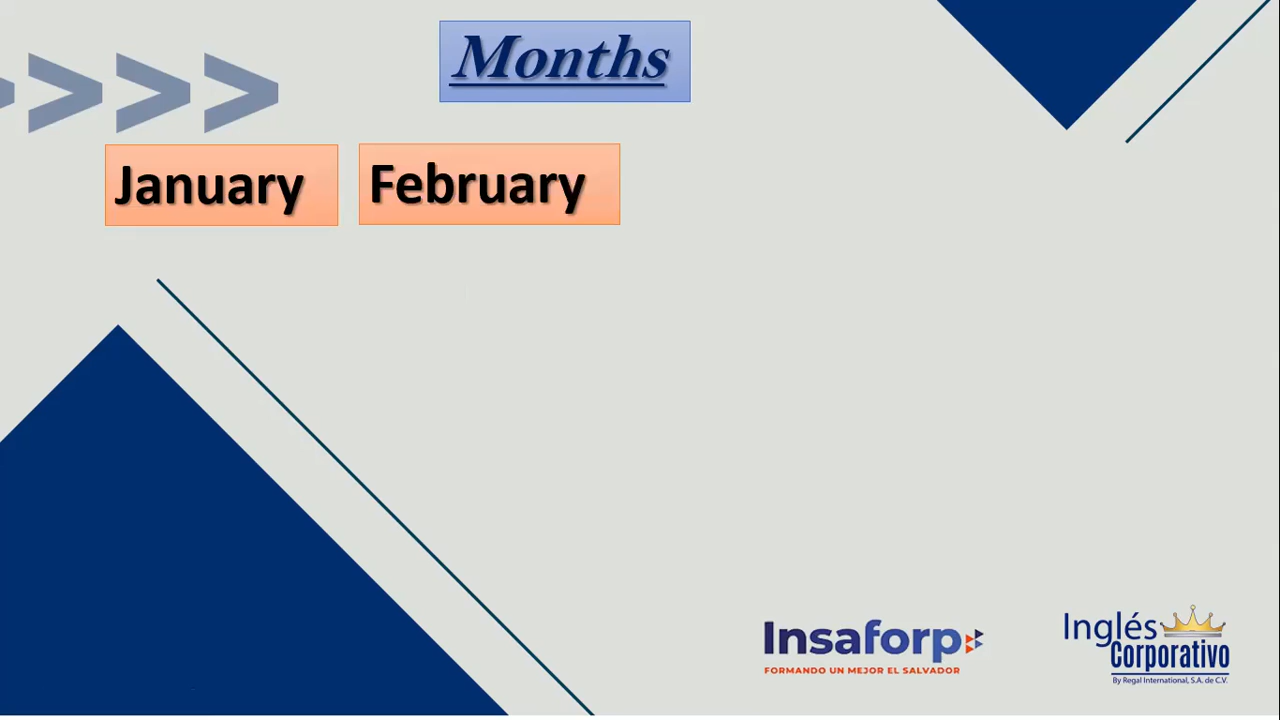 Months
January
February
Insaforp
FORMANDO UN MEJOR EL SALVADOR
Inglés
Corporativo
By Regal International, S.A. de C.V.